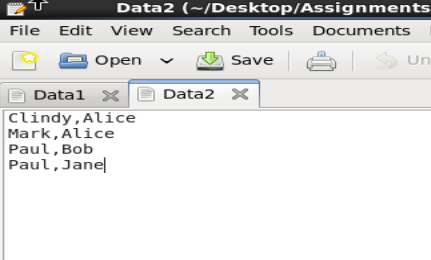 Data2 (~/Desktop/Assignments
File Edit View Search Tools Documents
Open Save Un
Data1 Data2
Clindy,Alice
Mark,Alice
Paul,Bob
Paul,Jane